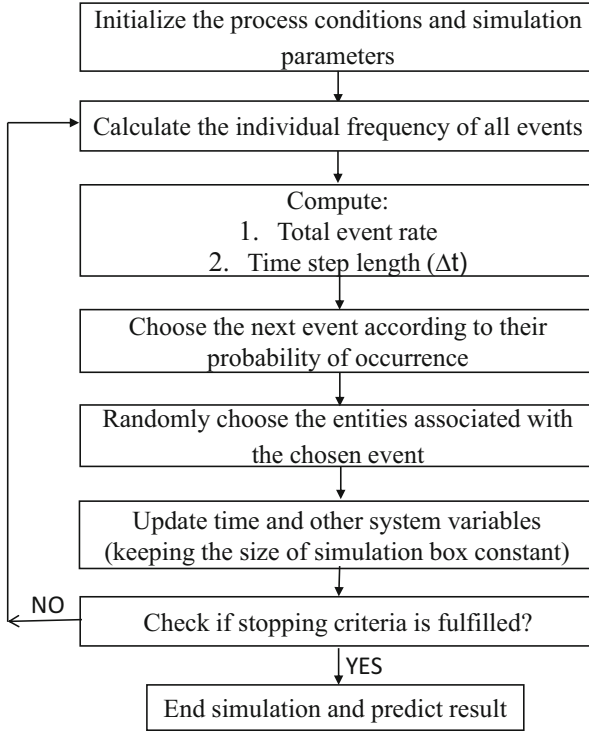 Initialize the process conditions and simulation
parameters
Calculate the individual frequency of all events
Compute:
1. Total event rate
2. Time step length (Δt)
Choose the next event according to their
probability of occurrence
Randomly choose the entities associated with
the chosen event
Update time and other system variables
(keeping the size of simulation box constant)
NO
Check if stopping criteria is fulfilled?
YES
End simulation and predict result